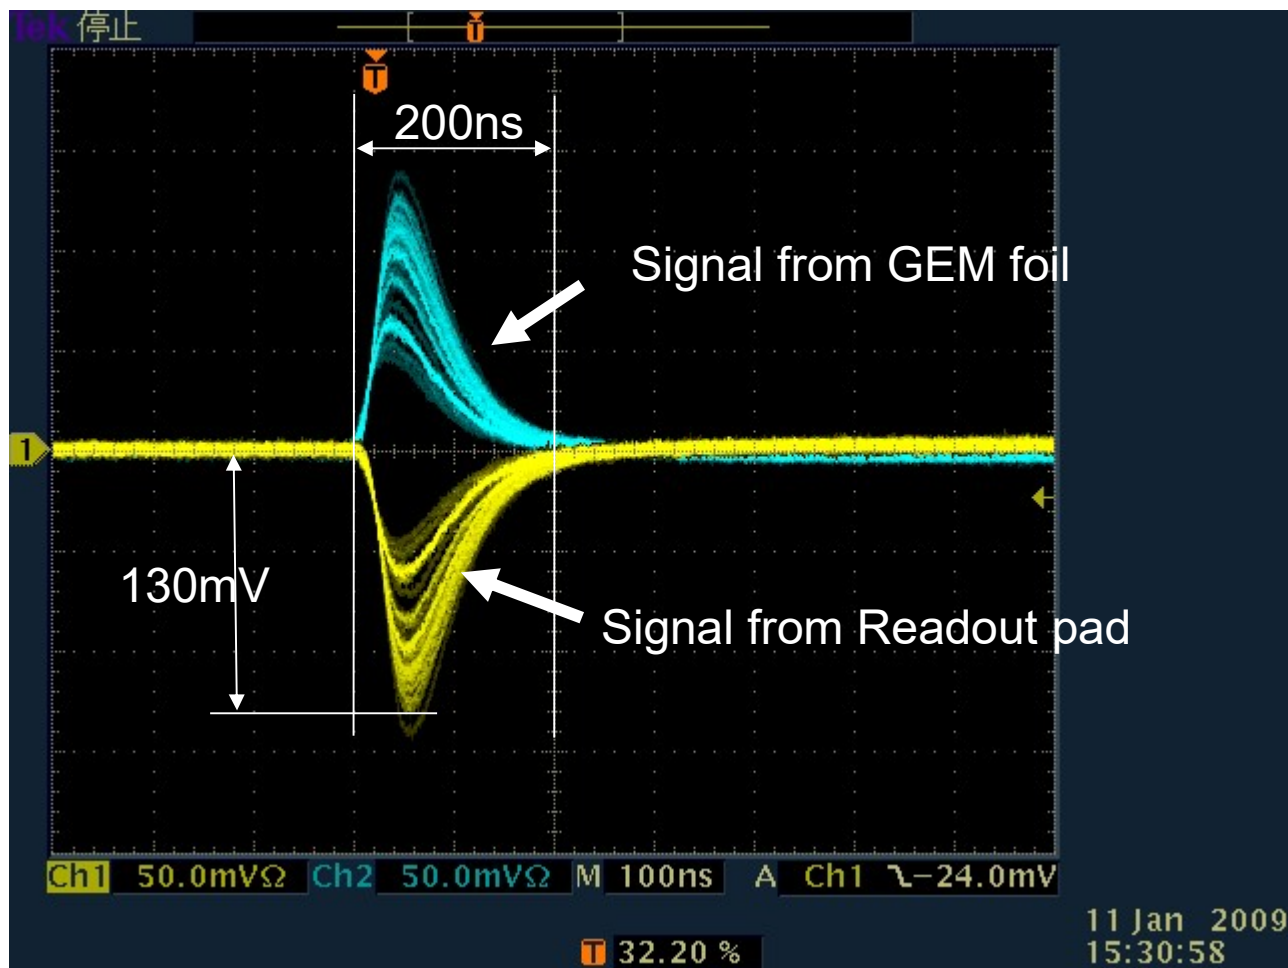 Tek 停止
T
T
200ns
Signal from GEM foil
1
130mV
Signal from Readout pad
Ch1 50.0mVΩ Ch2 50.0mVΩ M 100ns A Ch1 -24.0mV
11 Jan 2009
T 32.20 % 15:30:58